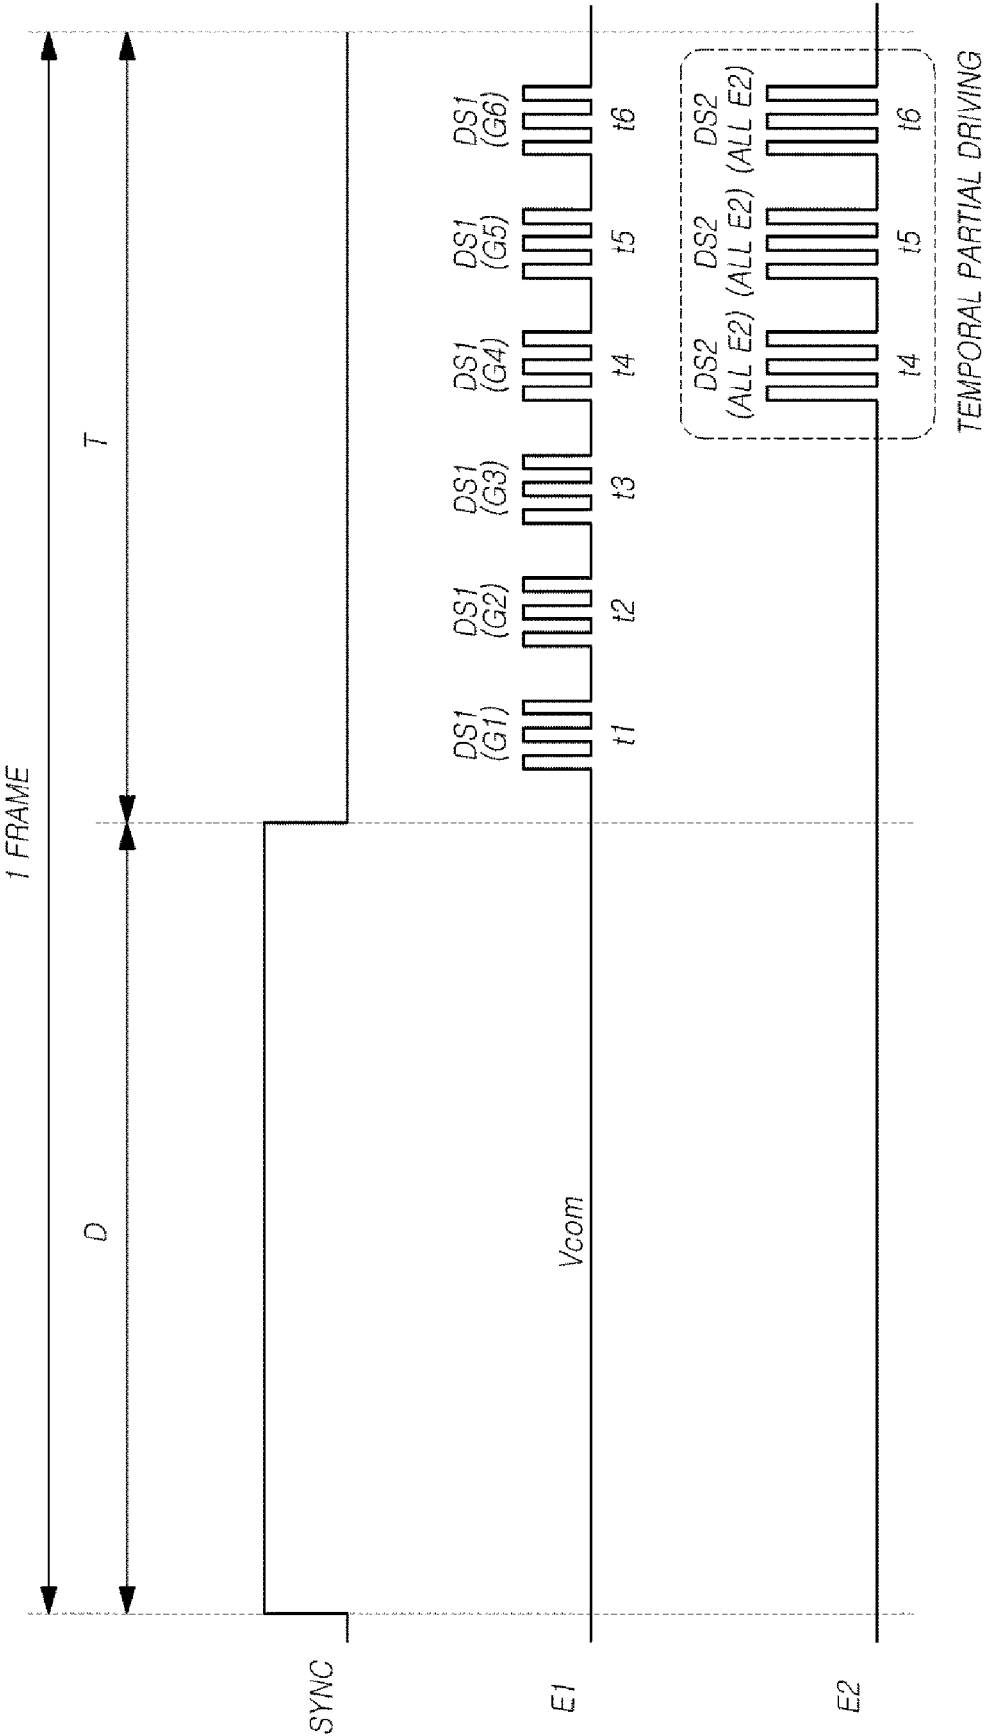 1 FRAME
D
T
SYNC
DS1
(G1)
DS1
(G2)
DS1
(G3)
DS1
(G4)
DS1
(G5)
DS1
(G6)
Vcom
E1
t1
t2
t3
t4
t5
t6
DS2
(ALL E2)
DS2
(ALL E2)
DS2
(ALL E2)
E2
t4
t5
t6
TEMPORAL PARTIAL DRIVING